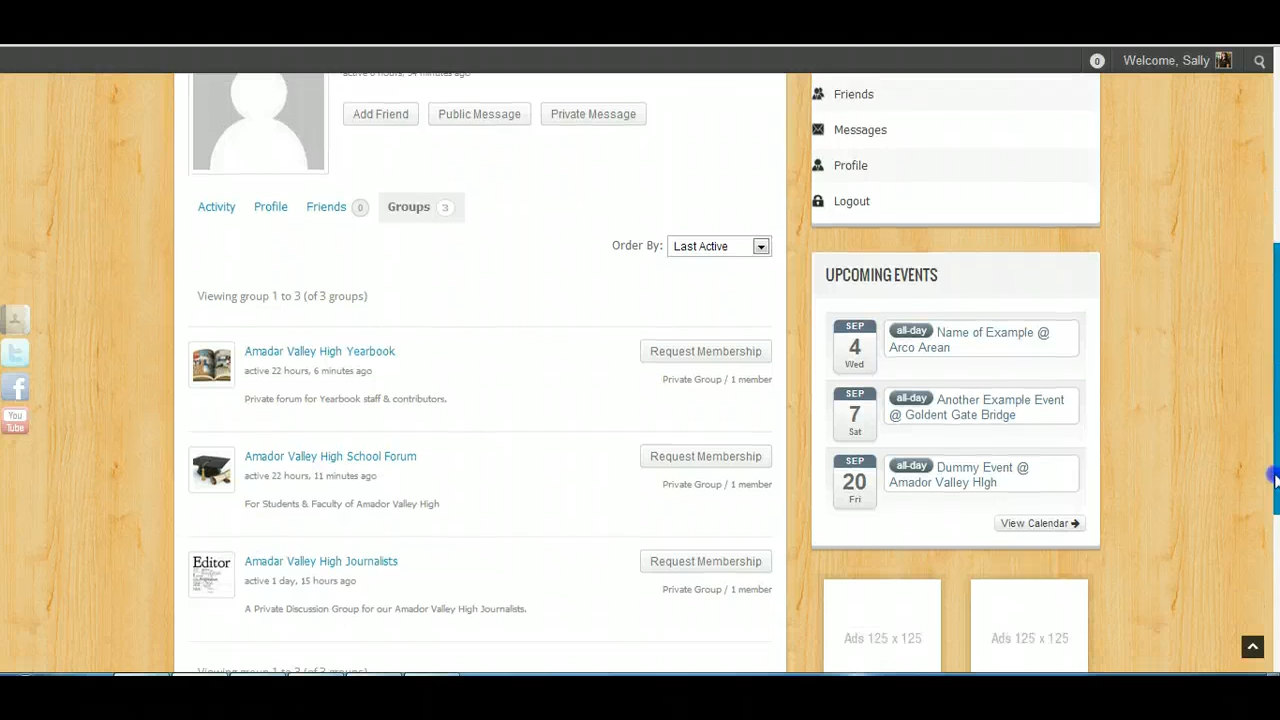 0 Welcome, Sally
Add Friend Public Message Private Message
Friends
Messages
Profile
Logout
Activity Profile Friends 0 Groups 3
Order By: Last Active
Viewing group 1 to 3 (of 3 groups)
Amadar Valley High Yearbook
Request Membership
active 22 hours, 6 minutes ago
Private Group / 1 member
Private forum for Yearbook staff & contributors.
Amador Valley High School Forum
Request Membership
active 22 hours, 11 minutes ago
Private Group / 1 member
For Students & Faculty of Amador Valley High
Editor
Amadar Valley High Journalists
Request Membership
active 1 day, 15 hours ago
Private Group / 1 member
A Private Discussion Group for our Amador Valley High Journalists.
UPCOMING EVENTS
SEP
4
Wed
all-day Name of Example @
Arco Arean
SEP
7
Sat
all-day Another Example Event
@ Goldent Gate Bridge
SEP
20
Fri
all-day Dummy Event @
Amador Valley HIgh
View Calendar
Ads 125 x 125 Ads 125 x 125
You
Tube